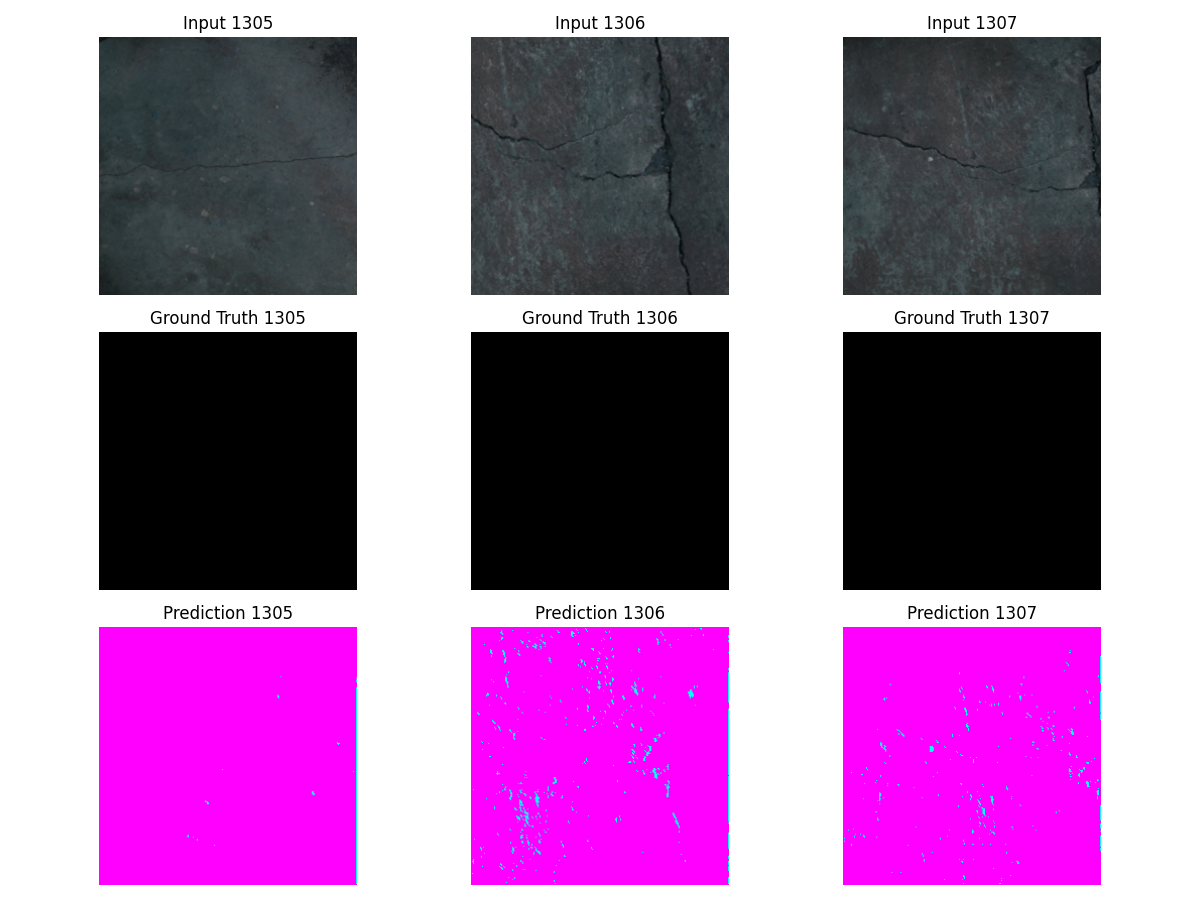 Input 1305
Input 1306
Input 1307
Ground Truth 1305
Ground Truth 1306
Ground Truth 1307
Prediction 1305
Prediction 1306
Prediction 1307